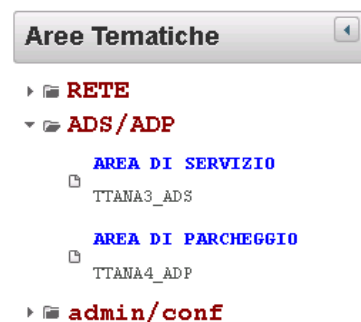 Aree Tematiche
RETE
ADS/ADP
AREA DI SERVIZIO
TTANA3_ADS
AREA DI PARCHEGGIO
TTANA4_ADP
admin/conf